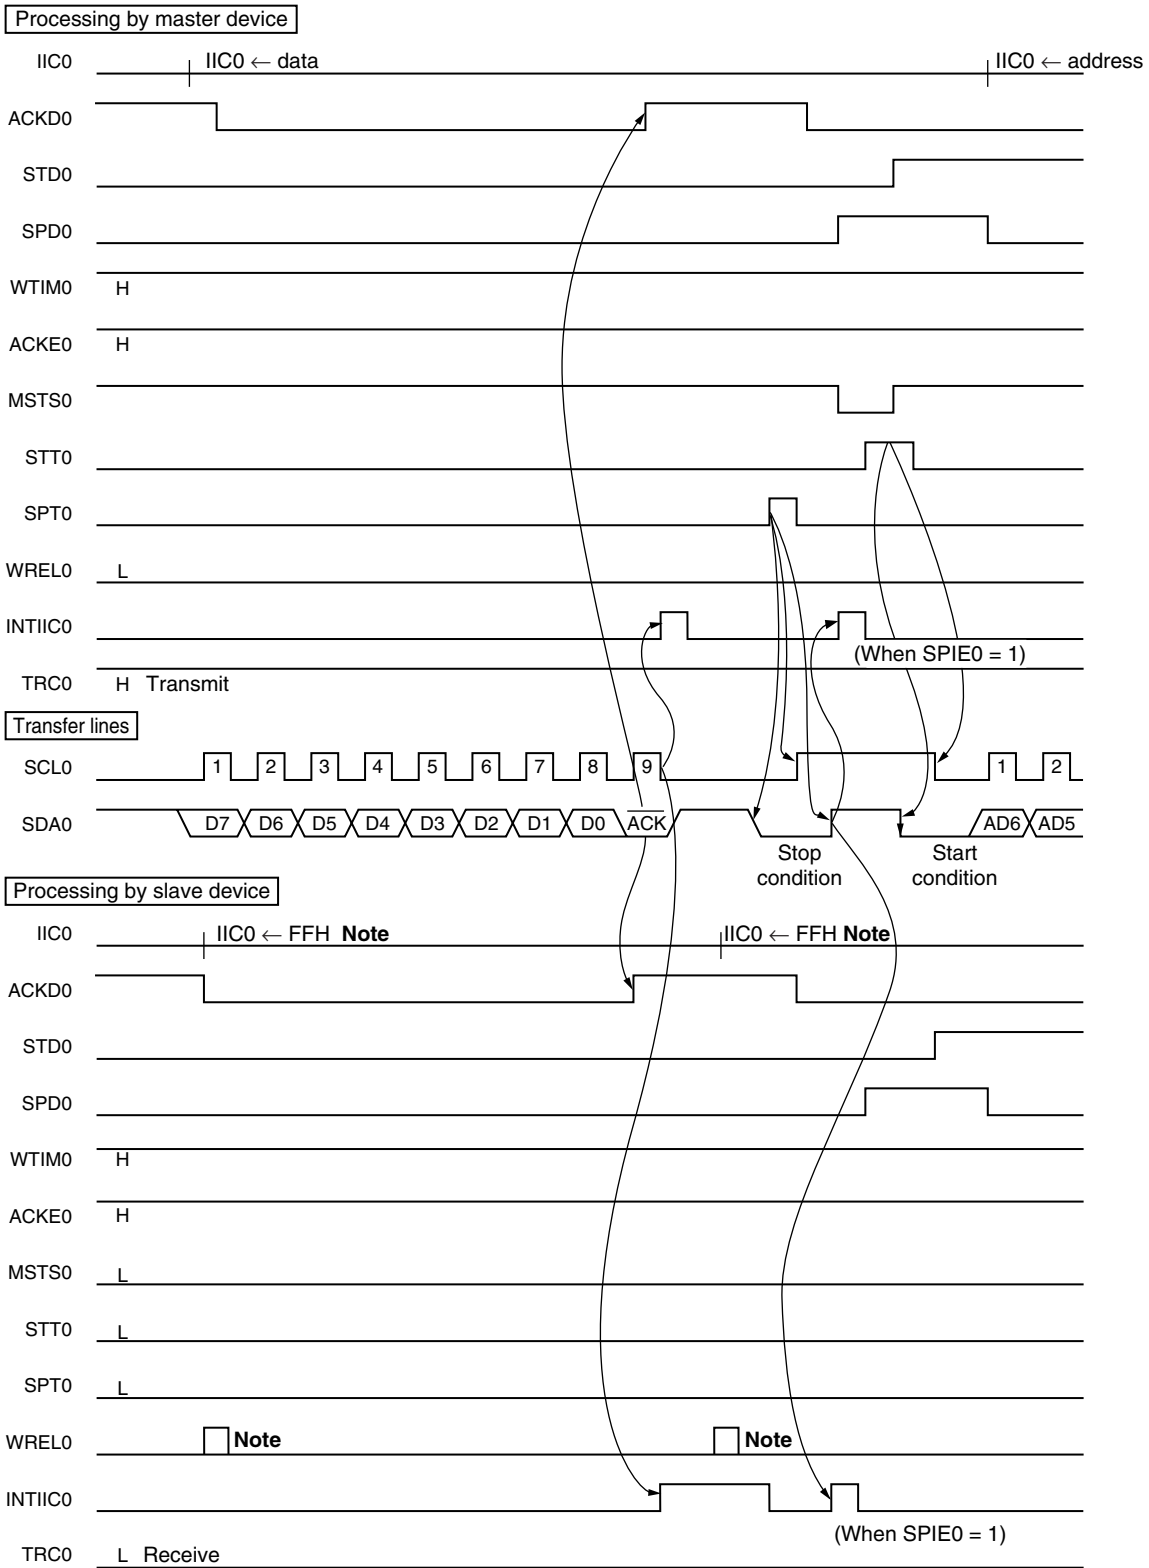 Processing by master device
IIC0 IIC0 ← data IIC0 ← address
ACKD0
STD0
SPD0
WTIM0 H
ACKE0 H
MSTS0
STT0
SPT0
WREL0 L
INTIIC0
(When SPIE0 = 1)
TRC0 H Transmit
Transfer lines
SCL0 1 2 3 4 5 6 7 8 9 1 2
SDA0 D7 D6 D5 D4 D3 D2 D1 D0 ACK AD6 AD5
Stop condition
Start condition
Processing by slave device
IIC0 IIC0 ← FFH Note IIC0 ← FFH Note
ACKD0
STD0
SPD0
WTIM0 H
ACKE0 H
MSTS0 L
STT0 L
SPT0 L
WREL0 Note Note
INTIIC0
(When SPIE0 = 1)
TRC0 L Receive